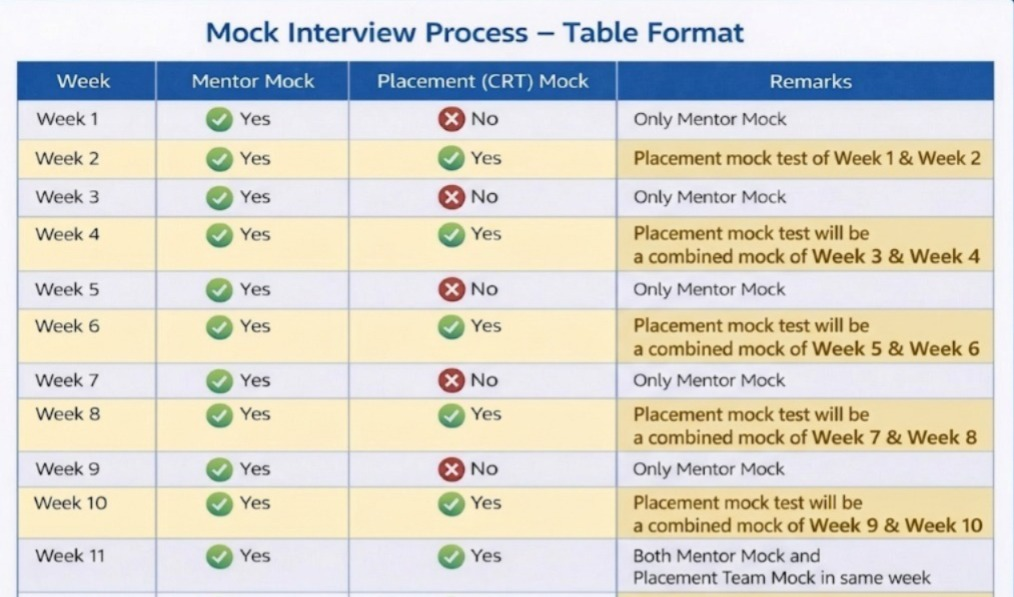 Mock Interview Process – Table Format
Week Mentor Mock Placement (CRT) Mock Remarks
Week 1 Yes No Only Mentor Mock
Week 2 Yes Yes Placement mock test of Week 1 & Week 2
Week 3 Yes No Only Mentor Mock
Week 4 Yes Yes Placement mock test will be
a combined mock of Week 3 & Week 4
Week 5 Yes No Only Mentor Mock
Week 6 Yes Yes Placement mock test will be
a combined mock of Week 5 & Week 6
Week 7 Yes No Only Mentor Mock
Week 8 Yes Yes Placement mock test will be
a combined mock of Week 7 & Week 8
Week 9 Yes No Only Mentor Mock
Week 10 Yes Yes Placement mock test will be
a combined mock of Week 9 & Week 10
Week 11 Yes Yes Both Mentor Mock and
Placement Team Mock in same week